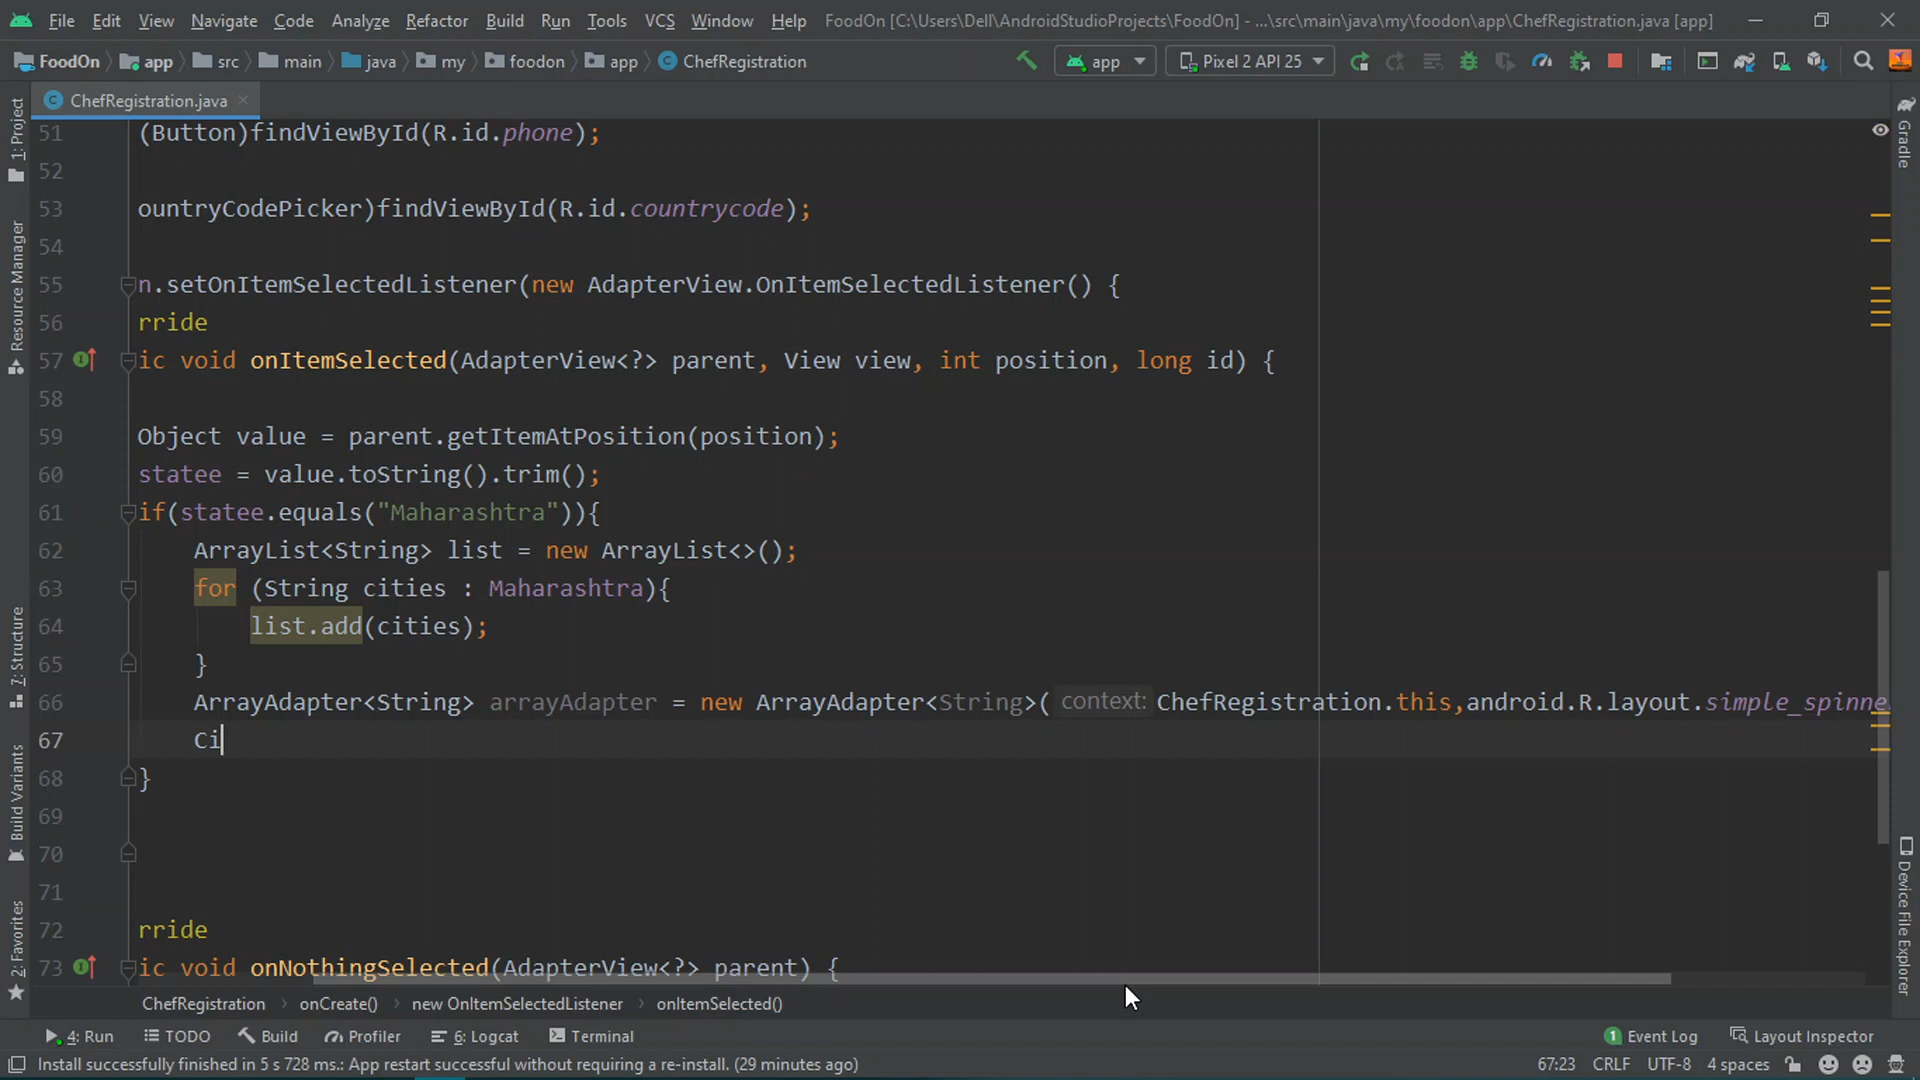 File Edit View Navigate Code Analyze Refactor Build Run Tools VCS Window Help FoodOn [C:\Users\Dell\AndroidStudioProjects\FoodOn] - ...\src\main\java\my\foodon\app\ChefRegistration.java [app]
FoodOn app src main java my foodon app ChefRegistration app Pixel 2 API 25
ChefRegistration.java
1: Project
Resource Manager
7: Structure
Build Variants
2: Favorites
Gradle
Device File Explorer
51 (Button)findViewById(R.id.phone);
52
53 ountryCodePicker)findViewById(R.id.countrycode);
54
55 n.setOnItemSelectedListener(new AdapterView.OnItemSelectedListener() {
56 rride
57 ic void onItemSelected(AdapterView<?> parent, View view, int position, long id) {
58
59 Object value = parent.getItemAtPosition(position);
60 statee = value.toString().trim();
61 if(statee.equals("Maharashtra")){
62 ArrayList<String> list = new ArrayList<>();
63 for (String cities : Maharashtra){
64 list.add(cities);
65 }
66 ArrayAdapter<String> arrayAdapter = new ArrayAdapter<String>( context: ChefRegistration.this,android.R.layout.simple_spinne
67 Ci
68 }
69
70
71
72 rride
73 ic void onNothingSelected(AdapterView<?> parent) {
ChefRegistration onCreate() new OnItemSelectedListener onItemSelected()
4: Run TODO Build Profiler 6: Logcat Terminal 1 Event Log Layout Inspector
Install successfully finished in 5 s 728 ms.: App restart successful without requiring a re-install. (29 minutes ago) 67:23 CRLF UTF-8 4 spaces